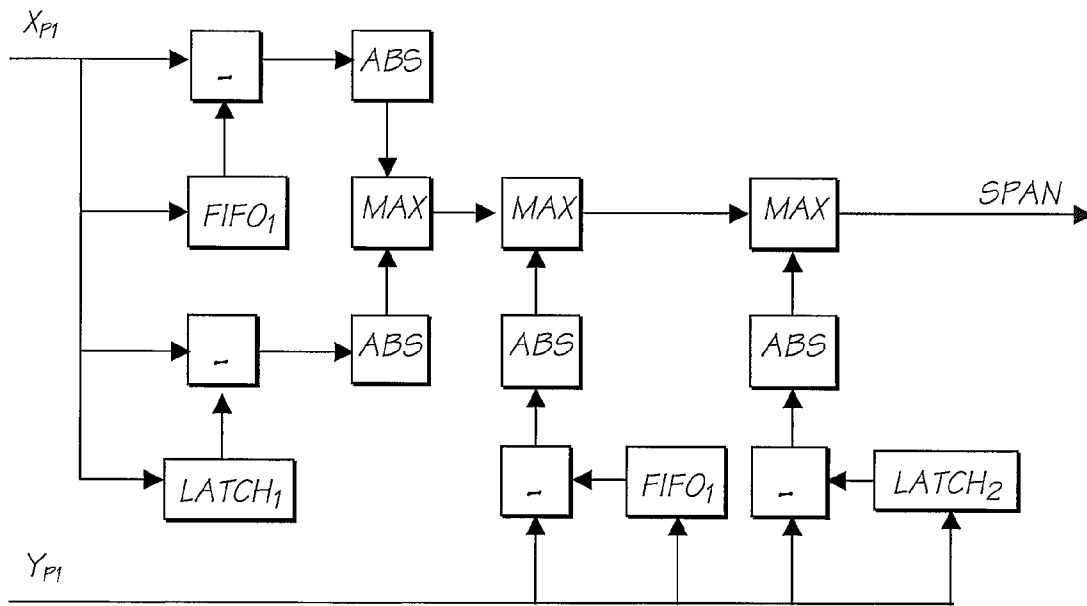 X_P1
-
ABS
FIFO_1
MAX
MAX
MAX
SPAN
-
ABS
ABS
ABS
LATCH_1
-
FIFO_1
-
LATCH_2
Y_P1